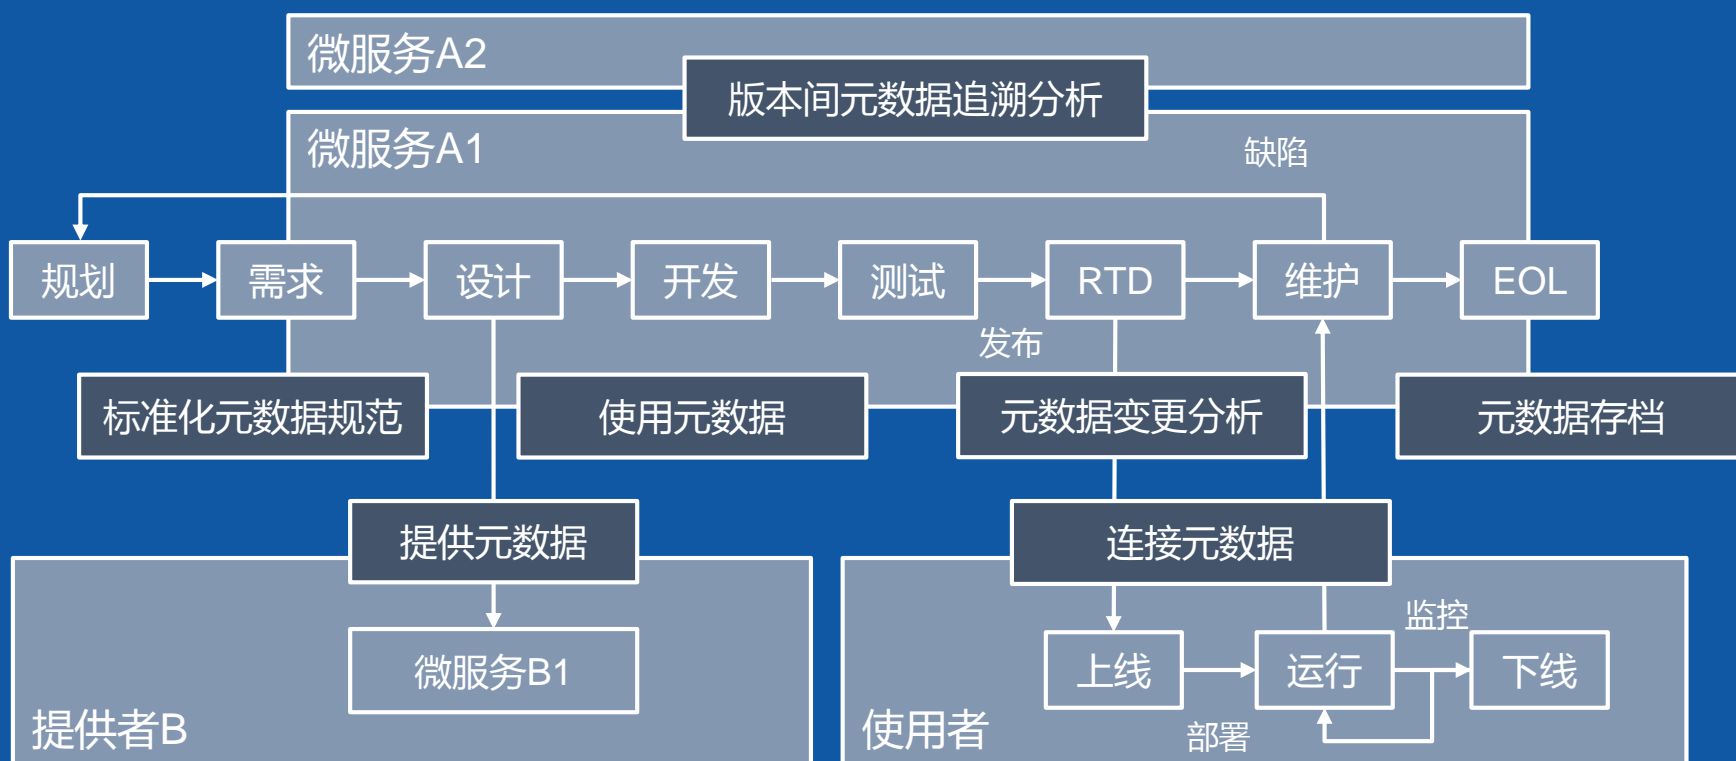 微服务A2
版本间元数据追溯分析
微服务A1
缺陷
规划
需求
设计
开发
测试
RTD
维护
EOL
发布
标准化元数据规范
使用元数据
元数据变更分析
元数据存档
提供元数据
连接元数据
监控
微服务B1
上线
运行
下线
提供者B
使用者
部署